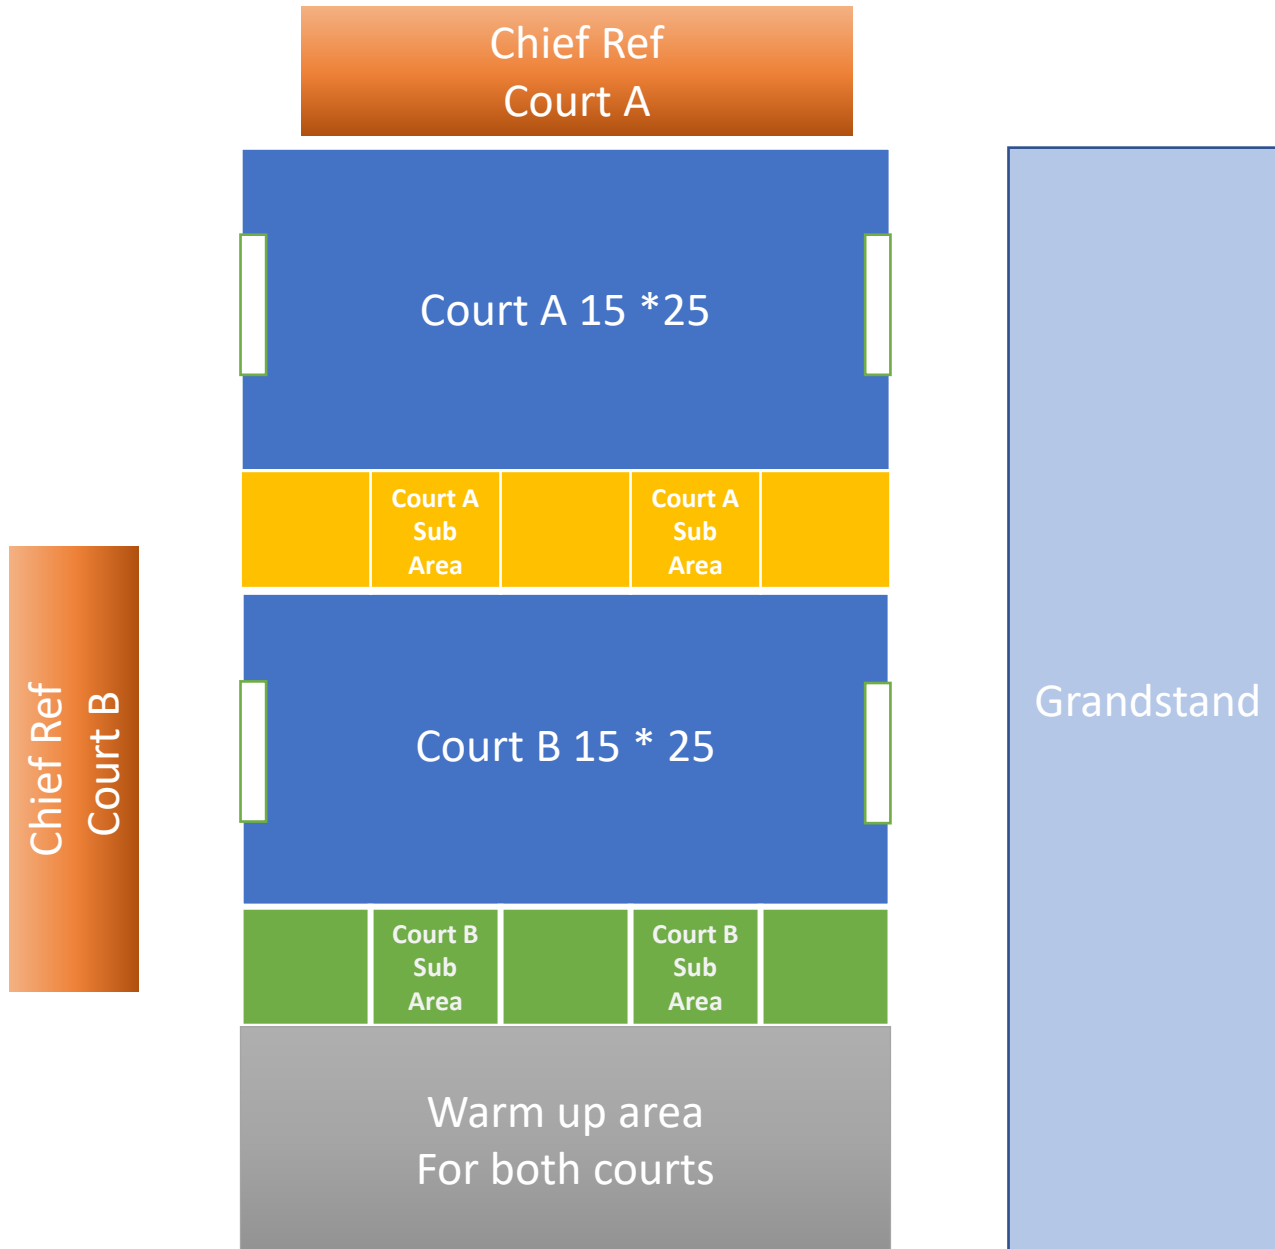 Chief Ref
Court A
Court A 15 *25
Court A
Sub
Area
Court A
Sub
Area
Chief Ref
Court B
Court B 15 * 25
Grandstand
Court B
Sub
Area
Court B
Sub
Area
Warm up area
For both courts